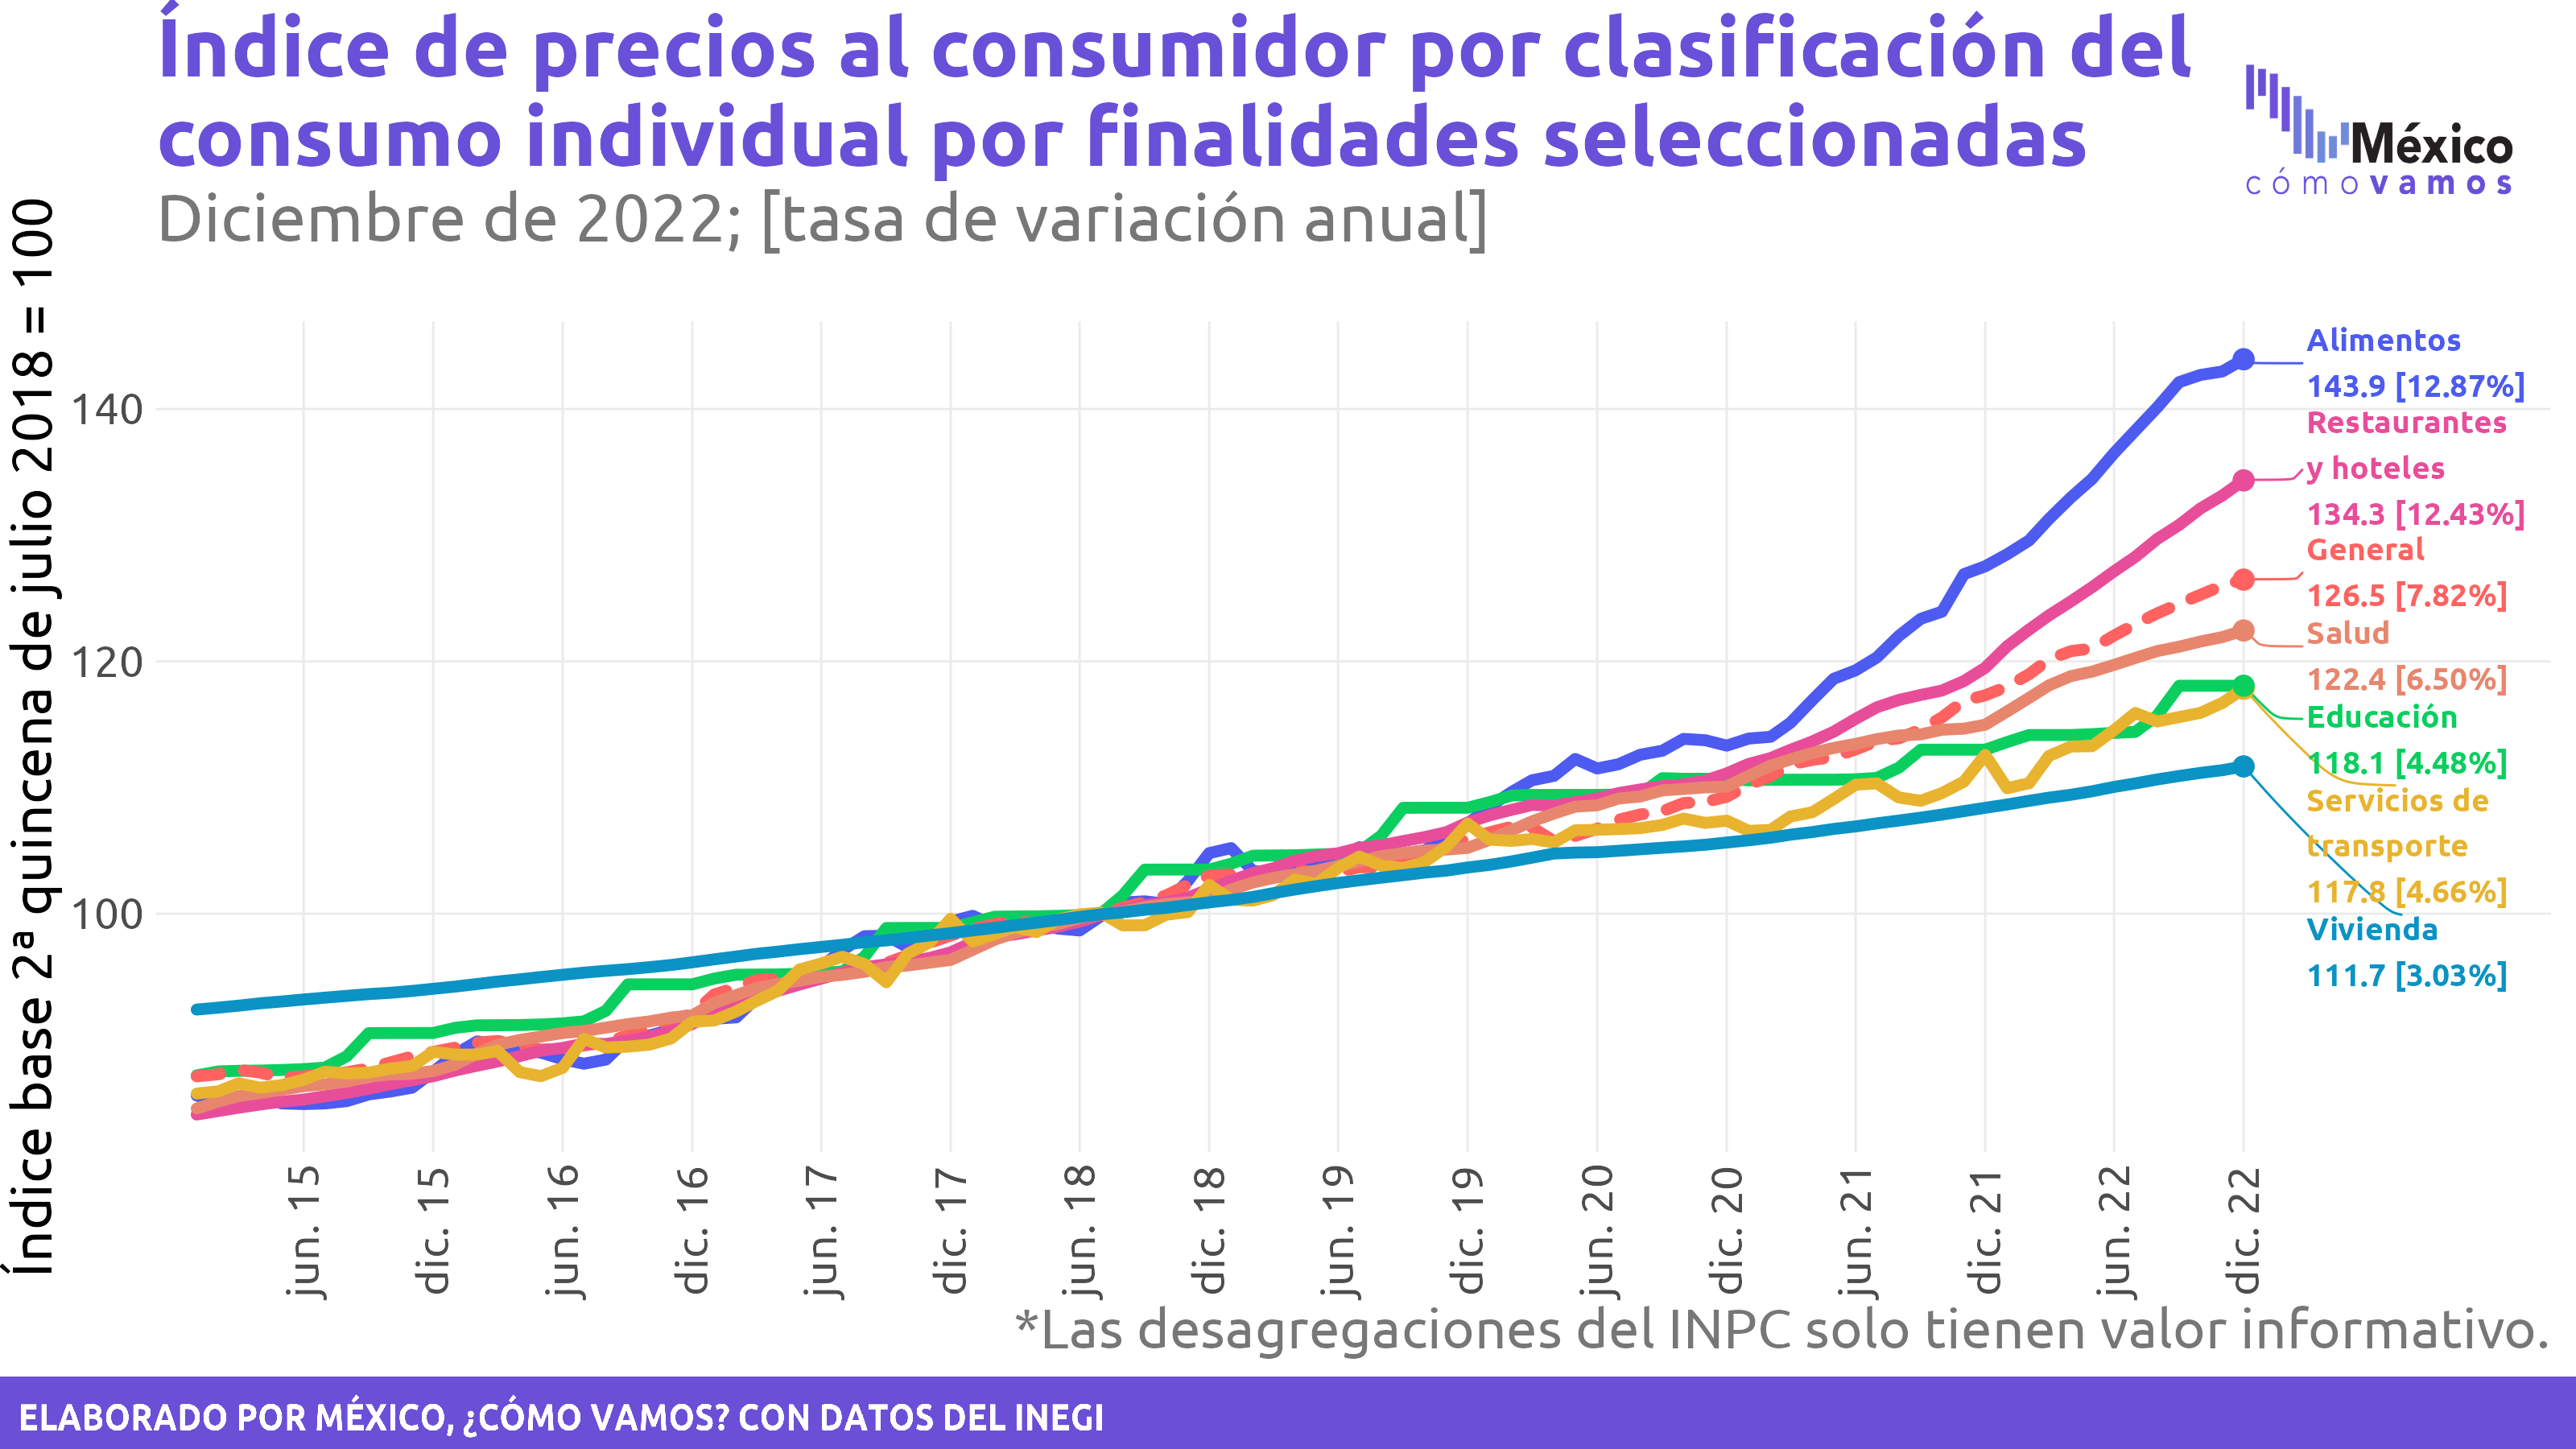 Índice de precios al consumidor por clasificación del
consumo individual por finalidades seleccionadas
Diciembre de 2022; [tasa de variación anual]
México
cómo vamos
Índice base 2ª quincena de julio 2018 = 100
140
120
100
Alimentos
143.9 [12.87%]
Restaurantes
y hoteles
134.3 [12.43%]
General
126.5 [7.82%]
Salud
122.4 [6.50%]
Educación
118.1 [4.48%]
Servicios de
transporte
117.8 [4.66%]
Vivienda
111.7 [3.03%]
jun. 15
dic. 15
jun. 16
dic. 16
jun. 17
dic. 17
jun. 18
dic. 18
jun. 19
dic. 19
jun. 20
dic. 20
jun. 21
dic. 21
jun. 22
dic. 22
*Las desagregaciones del INPC solo tienen valor informativo.
ELABORADO POR MÉXICO, ¿CÓMO VAMOS? CON DATOS DEL INEGI